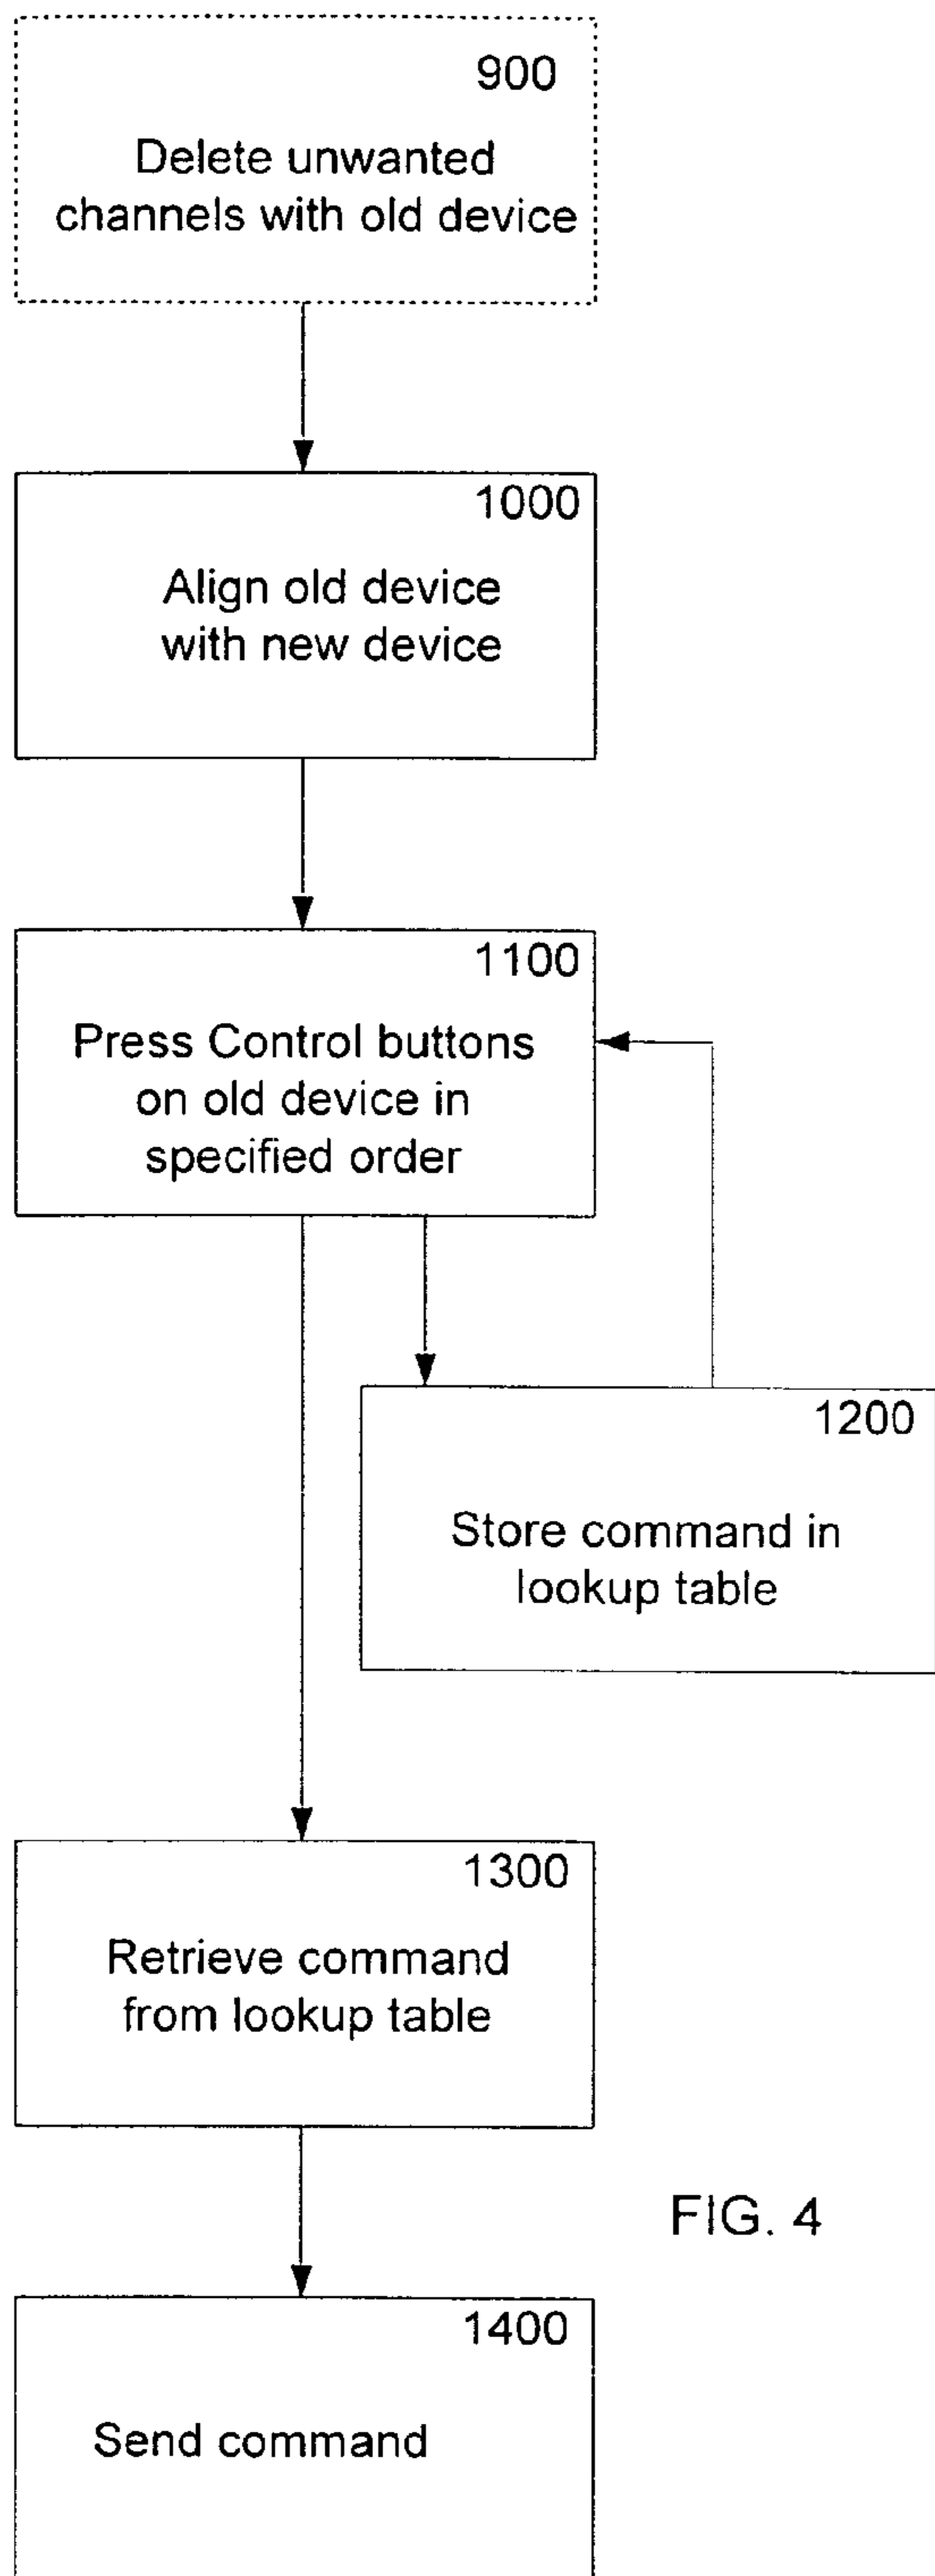 900
Delete unwanted
channels with old device
1000
Align old device
with new device
1100
Press Control buttons
on old device in
specified order
1200
Store command in
lookup table
1300
Retrieve command
from lookup table
FIG. 4
1400
Send command